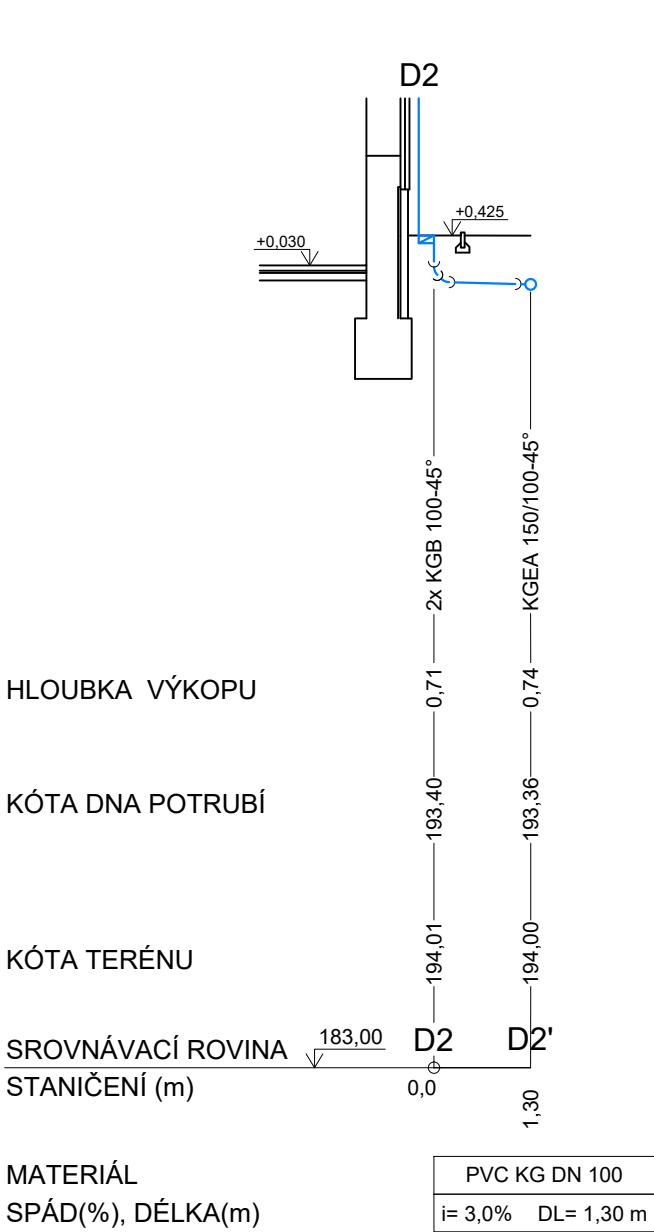 D2
+0,030
+0,425
2x KGB 100-45°
KGEA 150/100-45°
HLOUBKA VÝKOPU
0,71
0,74
KÓTA DNA POTRUBÍ
193,40
193,36
KÓTA TERÉNU
194,01
194,00
SROVNÁVACÍ ROVINA
183,00
D2
D2'
STANIČENÍ (m)
0,0
1,30
MATERIÁL
PVC KG DN 100
SPÁD(%), DÉLKA(m)
i= 3,0% DL= 1,30 m